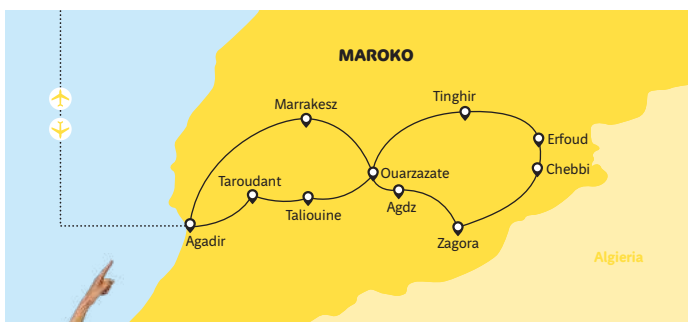 MAROKO
Tinghir
Marrakesz
Erfoud
Chebbi
Ouarzazate
Taroudant
Agdz
Taliouine
Agadir
Zagora
Algieria